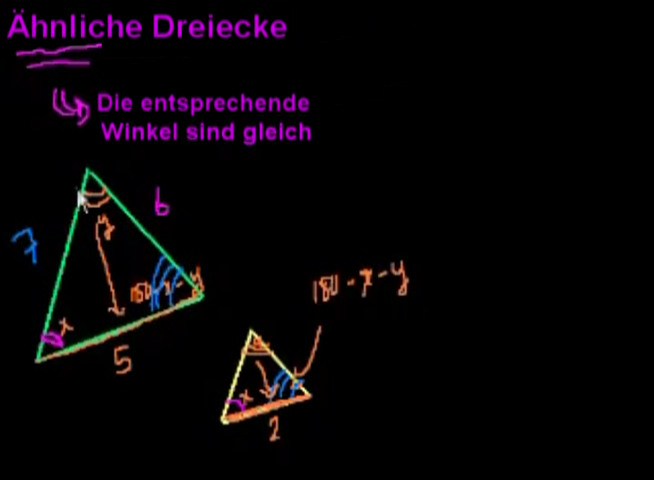 Ähnliche Dreiecke
Die entsprechende
Winkel sind gleich
6
7
y
180-x-y
x
5
180-x-y
x
2